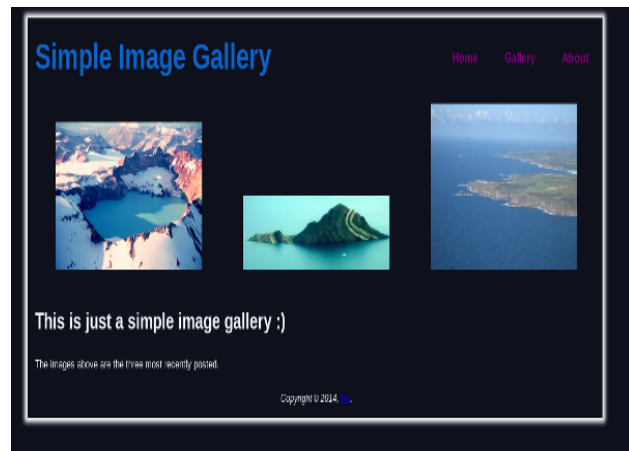 Simple Image Gallery
Home Gallery About
This is just a simple image gallery :)
The images above are the three most recently posted.
Copyright © 2014,